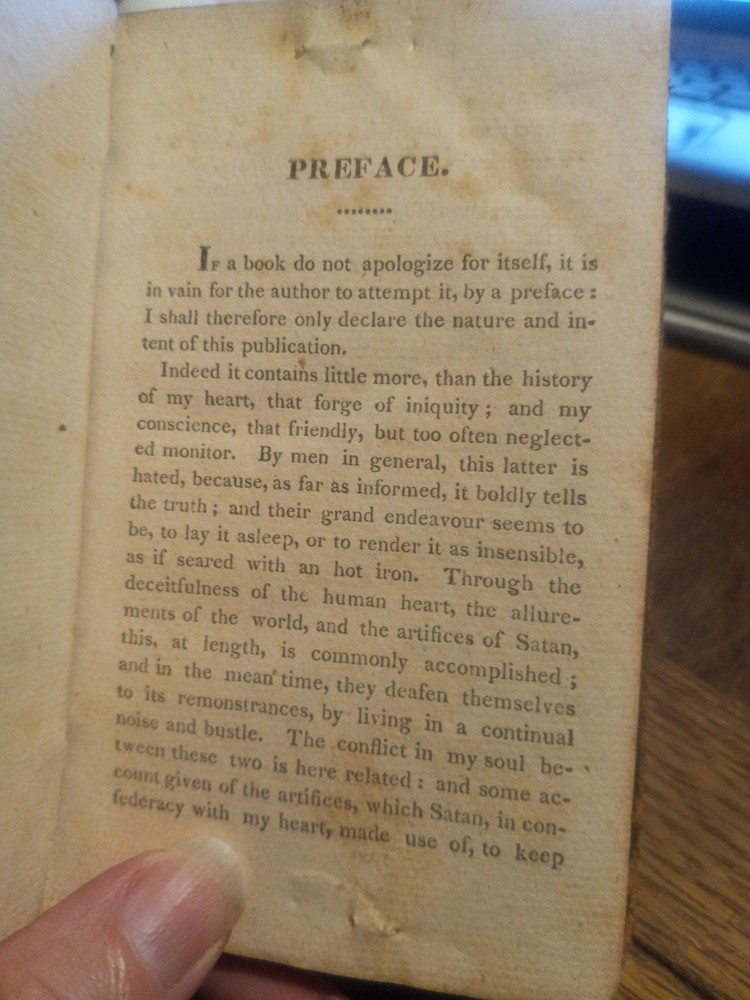 PREFACE.
IF a book do not apologize for itself, it is
in vain for the author to attempt it, by a preface :
I shall therefore only declare the nature and in-
tent of this publication.
Indeed it contains little more, than the history
of my heart, that forge of iniquity ; and my
conscience, that friendly, but too often neglect-
ed monitor. By men in general, this latter is
hated, because, as far as informed, it boldly tells
the truth ; and their grand endeavour seems to
be, to lay it asleep, or to render it as insensible,
as if seared with an hot iron. Through the
deceitfulness of the human heart, the allure-
ments of the world, and the artifices of Satan,
this, at length, is commonly accomplished ;
and in the mean time, they deafen themselves
to its remonstrances, by living in a continual
noise and bustle. The conflict in my soul be-
tween these two is here related : and some ac-
count given of the artifices, which Satan, in con-
federacy with my heart, made use of, to keep